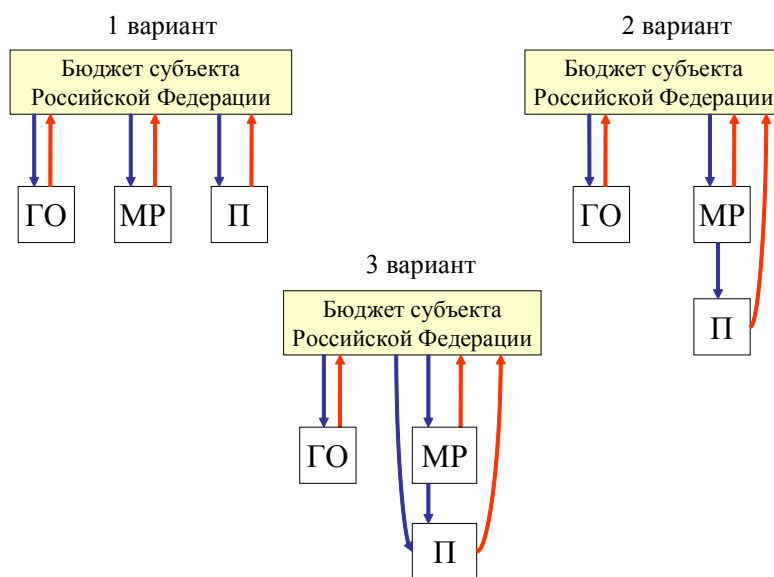 1 вариант
Бюджет субъекта
Российской Федерации
ГО
МР
П
2 вариант
Бюджет субъекта
Российской Федерации
ГО
МР
П
3 вариант
Бюджет субъекта
Российской Федерации
ГО
МР
П